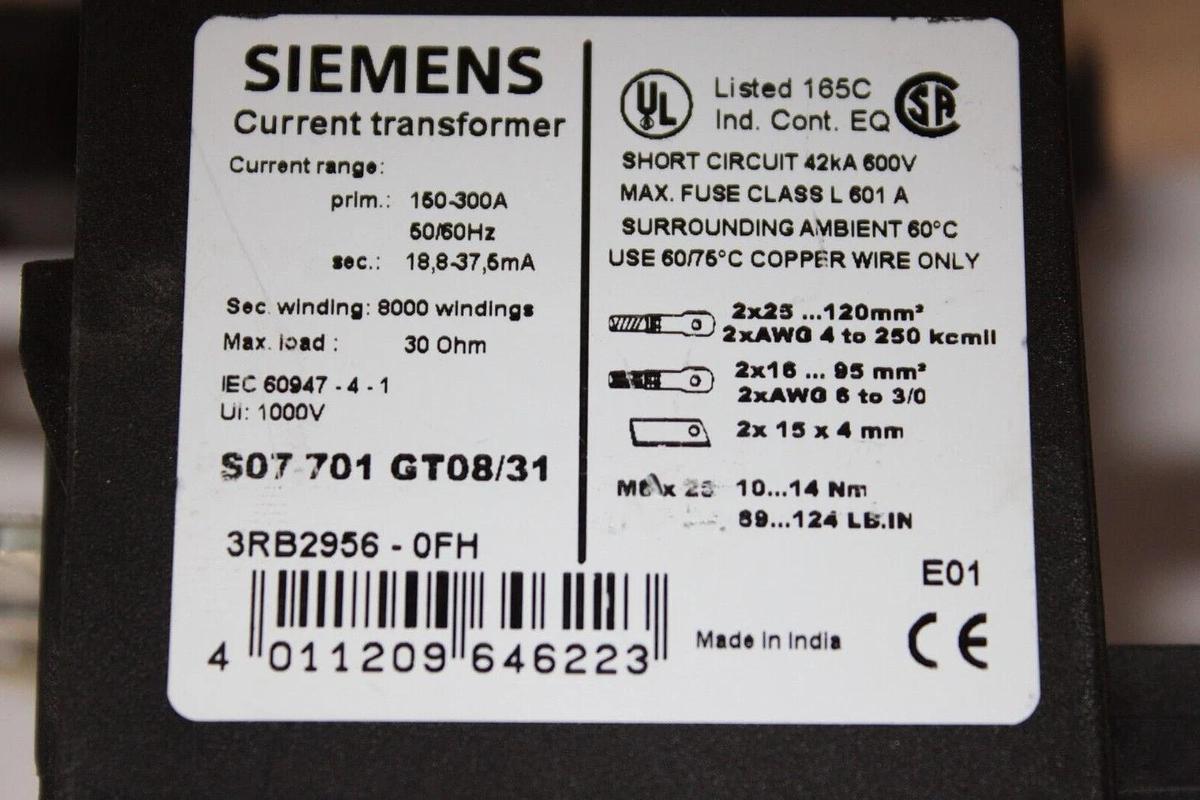 SIEMENS
Current transformer
Current range:
prim.: 150-300A
50/60Hz
sec.: 18,8-37,5mA
Sec. winding: 8000 windings
Max. load : 30 Ohm
IEC 60947 - 4 - 1
Ui: 1000V
S07 701 GT08/31
3RB2956 - 0FH
4 011209 646223
UL
Listed 165C
Ind. Cont. EQ
SA
SHORT CIRCUIT 42kA 600V
MAX. FUSE CLASS L 601 A
SURROUNDING AMBIENT 60°C
USE 60/75°C COPPER WIRE ONLY
2x25 ...120mm²
2xAWG 4 to 250 kcmil
2x16 ... 95 mm²
2xAWG 6 to 3/0
2x 15 x 4 mm
x 10...14 Nm
89...124 LB.IN
E01
Made in India
CE